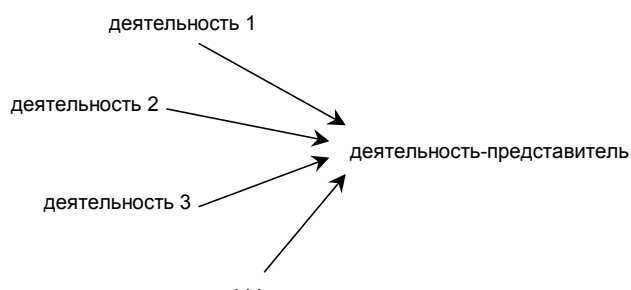 деятельность 1
деятельность 2
деятельность-представитель
деятельность 3